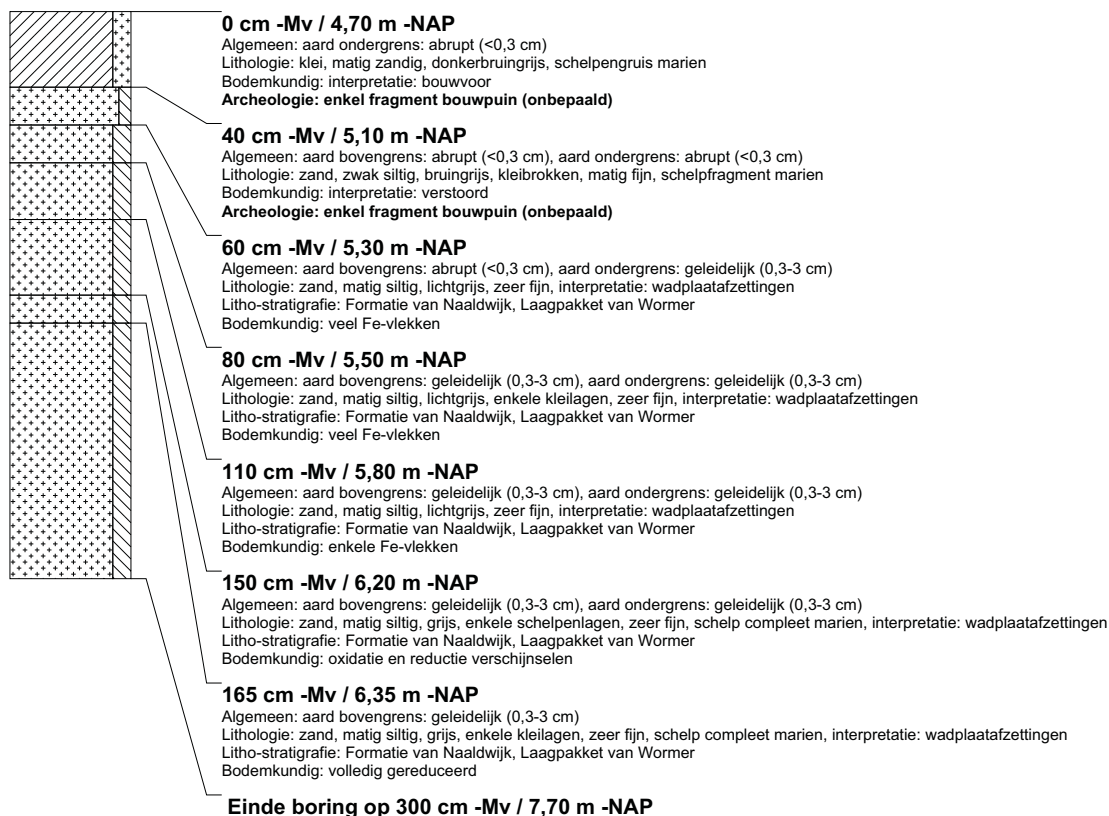 0 cm -Mv / 4,70 m -NAP
Algemeen: aard ondergrens: abrupt (<0,3 cm)
Lithologie: klei, matig zandig, donkerbruingrijs, schelpengruis marien
Bodemkundig: interpretatie: bouwvoor
Archeologie: enkel fragment bouwpuin (onbepaald)
40 cm -Mv / 5,10 m -NAP
Algemeen: aard bovengrens: abrupt (<0,3 cm), aard ondergrens: abrupt (<0,3 cm)
Lithologie: zand, zwak siltig, bruingrijs, kleibrokken, matig fijn, schelpfragment marien
Bodemkundig: interpretatie: verstoord
Archeologie: enkel fragment bouwpuin (onbepaald)
60 cm -Mv / 5,30 m -NAP
Algemeen: aard bovengrens: abrupt (<0,3 cm), aard ondergrens: geleidelijk (0,3-3 cm)
Lithologie: zand, matig siltig, lichtgrijs, zeer fijn, interpretatie: wadplaatafzettingen
Litho-stratigrafie: Formatie van Naaldwijk, Laagpakket van Wormer
Bodemkundig: veel Fe-vlekken
80 cm -Mv / 5,50 m -NAP
Algemeen: aard bovengrens: geleidelijk (0,3-3 cm), aard ondergrens: geleidelijk (0,3-3 cm)
Lithologie: zand, matig siltig, lichtgrijs, enkele kleilagen, zeer fijn, interpretatie: wadplaatafzettingen
Litho-stratigrafie: Formatie van Naaldwijk, Laagpakket van Wormer
Bodemkundig: veel Fe-vlekken
110 cm -Mv / 5,80 m -NAP
Algemeen: aard bovengrens: geleidelijk (0,3-3 cm), aard ondergrens: geleidelijk (0,3-3 cm)
Lithologie: zand, matig siltig, lichtgrijs, zeer fijn, interpretatie: wadplaatafzettingen
Litho-stratigrafie: Formatie van Naaldwijk, Laagpakket van Wormer
Bodemkundig: enkele Fe-vlekken
150 cm -Mv / 6,20 m -NAP
Algemeen: aard bovengrens: geleidelijk (0,3-3 cm), aard ondergrens: geleidelijk (0,3-3 cm)
Lithologie: zand, matig siltig, grijs, enkele schelpenlagen, zeer fijn, schelp compleet marien, interpretatie: wadplaatafzettingen
Litho-stratigrafie: Formatie van Naaldwijk, Laagpakket van Wormer
Bodemkundig: oxidatie en reductie verschijnselen
165 cm -Mv / 6,35 m -NAP
Algemeen: aard bovengrens: geleidelijk (0,3-3 cm)
Lithologie: zand, matig siltig, grijs, enkele kleilagen, zeer fijn, schelp compleet marien, interpretatie: wadplaatafzettingen
Litho-stratigrafie: Formatie van Naaldwijk, Laagpakket van Wormer
Bodemkundig: volledig gereduceerd
Einde boring op 300 cm -Mv / 7,70 m -NAP